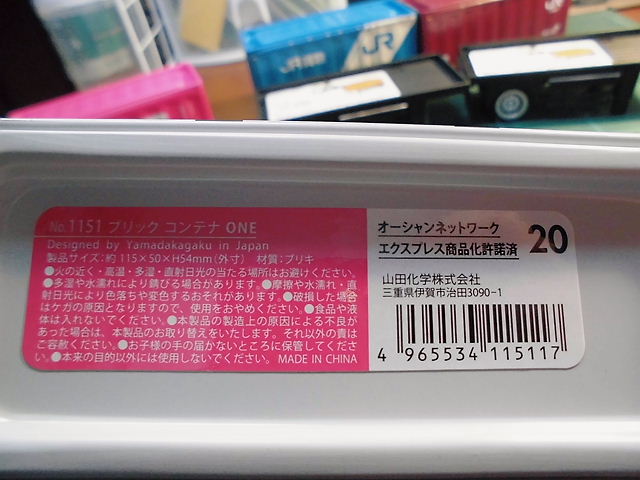 JR
JR貨物
No.1151 ブリック コンテナ ONE
Designed by Yamadakagaku in Japan
製品サイズ:約 115×50×H54mm(外寸) 材質:ブリキ
●火の近く・高温・多湿・直射日光の当たる場所はお避けください。
●多湿や水濡れにより錆びる場合があります。●摩擦や水濡れ・直
射日光により色落ちや変色するおそれがあります。●破損した場合
はケガの原因となりますので、使用をおやめください。●食品や液
体は入れないでください。●本製品の製造上の原因による不良が
あった場合は、本製品のお取り替えをいたします。それ以外の責は
ご容赦ください。●お子様の手の届かないところに保管してくださ
い。●本来の目的以外には使用しないでください。 MADE IN CHINA
オーシャンネットワーク
エクスプレス商品化許諾済
20
山田化学株式会社
三重県伊賀市治田3090−1
4 965534 115117